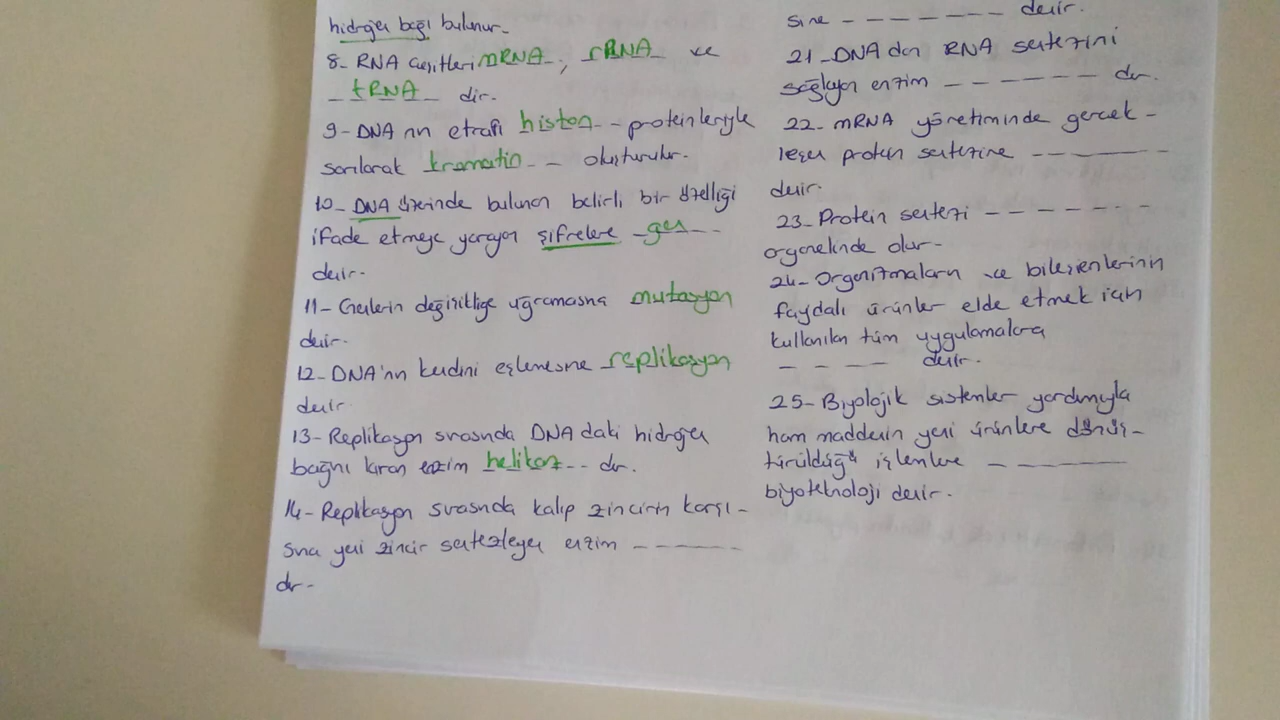 hidrojen bağı bulunur.
8- RNA çeşitleri mRNA, rRNA ve
tRNA dir.
9- DNA nın etrafı histon proteinleriyle
sarılarak kromatin oluşturulur.
10- DNA üzerinde bulunan belirli bir özelliği
ifade etmeye yarayan şifrelere gen
denir.
11- Genlerin değişikliğe uğramasına mutasyon
denir.
12- DNA'nın kendini eşlemesine replikasyon
denir
13- Replikasyon sırasında DNA daki hidrojen
bağını kıran enzim helikaz dır.
14- Replikasyon sırasında kalıp zincirin karşı-
sına yeni zincir sentezleyen enzim -------
dır-
sine ------- denir.
21- DNA dan RNA sentezini
sağlayan enzim ------- dır.
22- mRNA yönetiminde gerçek-
leşen protein sentezine -------
denir.
23- Protein sentezi -------
organelinde olur-
24- Organizmaların ve bileşenlerinin
faydalı ürünler elde etmek için
kullanılan tüm uygulamalara
---- denir.
25- Biyolojik sistemler yardımıyla
ham maddenin yeni ürünlere dönüş-
türüldüğü işlemlere -------
biyoteknoloji denir.